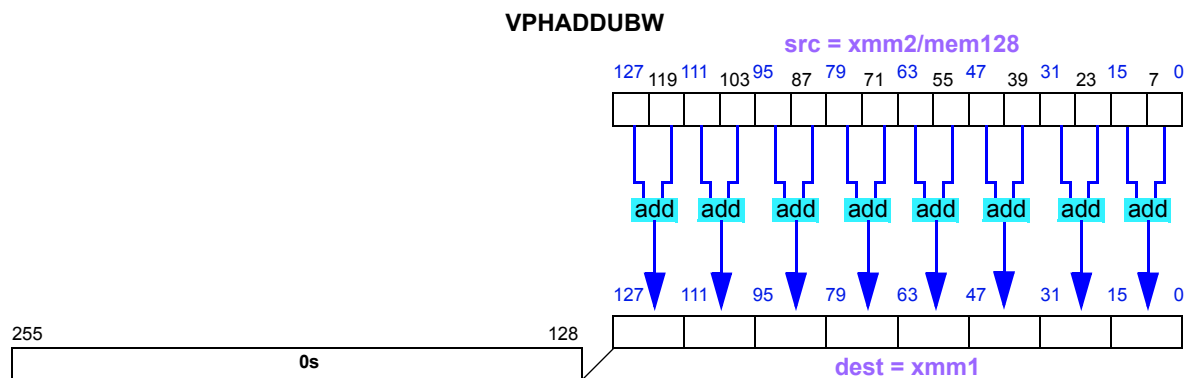 VPHADDUBW
src = xmm2/mem128
127 119 111 103 95 87 79 71 63 55 47 39 31 23 15 7 0
add add add add add add add add
127 111 95 79 63 47 31 15 0
255 128
0s
dest = xmm1